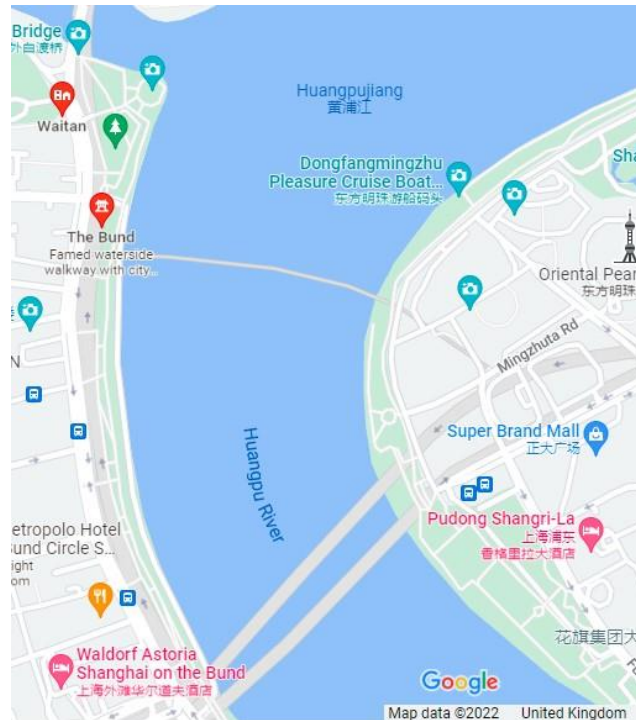 Bridge
外白渡桥
Waitan
Huangpujiang
黄浦江
Dongfangmingzhu
Pleasure Cruise Boat...
东方明珠游船码头
Sha
The Bund
Famed waterside
walkway with city...
Oriental Pear
东方明珠
Mingzhuta Rd
N
Super Brand Mall
正大广场
Huangpu River
Pudong Shangri-La
上海浦东
香格里拉大酒店
etropolo Hotel
und Circle S...
ight
om
花旗集团大
Waldorf Astoria
Shanghai on the Bund
上海外滩华尔道夫酒店
Google
Map data ©2022 United Kingdom